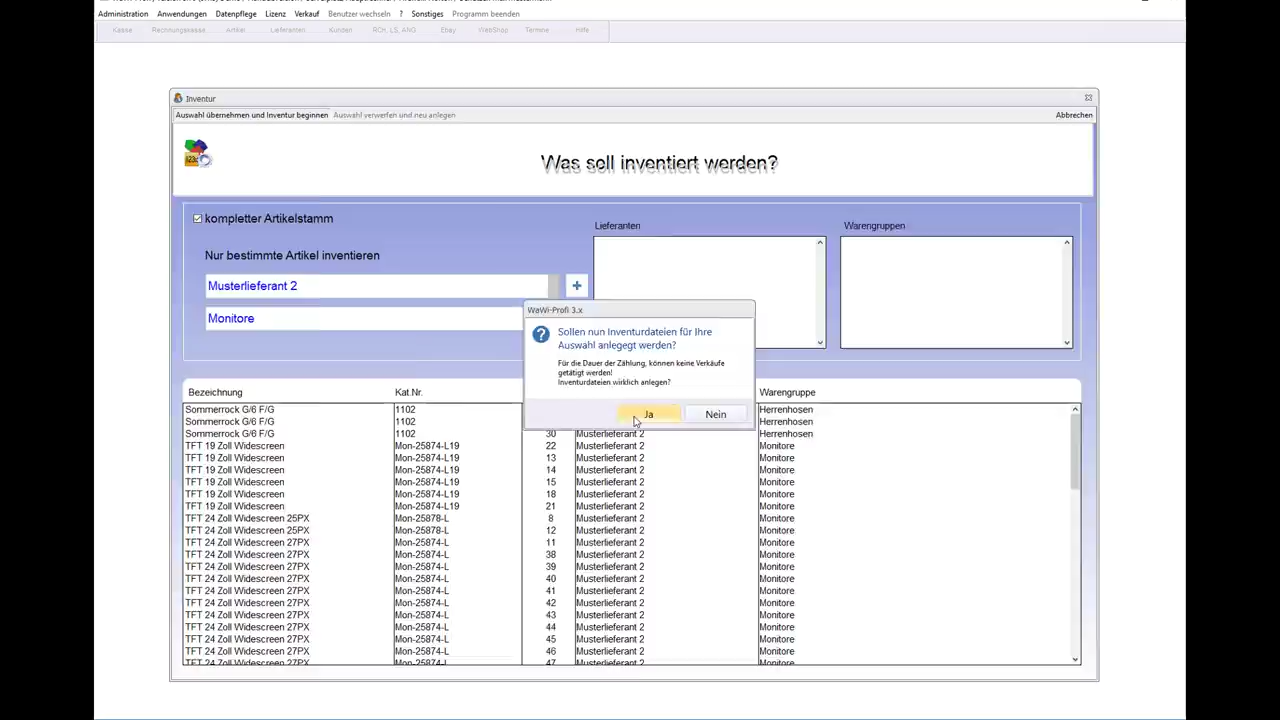 Administration Anwendungen Datenpflege Lizenz Verkauf Benutzer wechseln ? Sonstiges Programm beenden
Kasse Rechnungskasse Artikel Lieferanten Kunden RCH, LS, ANG Ebay WebShop Termine Hilfe
Inventur
Auswahl übernehmen und Inventur beginnen Auswahl verwerfen und neu anlegen Abbrechen
Was soll inventiert werden?
kompletter Artikelstamm
Lieferanten Warengruppen
Nur bestimmte Artikel inventieren
Musterlieferant 2 +
Monitore
WaWi-Profi 3.x
Sollen nun Inventurdateien für Ihre
Auswahl anlegegt werden?
Für die Dauer der Zählung, können keine Verkäufe
getätigt werden!
Inventurdateien wirklich anlegen?
Ja Nein
Bezeichnung Kat Nr. Warengruppe
Sommerrock G/6 F/G 1102 Herrenhosen
Sommerrock G/6 F/G 1102 Herrenhosen
Sommerrock G/6 F/G 1102 30 Musterlieferant 2 Herrenhosen
TFT 19 Zoll Widescreen Mon-25874-L19 22 Musterlieferant 2 Monitore
TFT 19 Zoll Widescreen Mon-25874-L19 13 Musterlieferant 2 Monitore
TFT 19 Zoll Widescreen Mon-25874-L19 14 Musterlieferant 2 Monitore
TFT 19 Zoll Widescreen Mon-25874-L19 15 Musterlieferant 2 Monitore
TFT 19 Zoll Widescreen Mon-25874-L19 18 Musterlieferant 2 Monitore
TFT 19 Zoll Widescreen Mon-25874-L19 21 Musterlieferant 2 Monitore
TFT 24 Zoll Widescreen 25PX Mon-25878-L 8 Musterlieferant 2 Monitore
TFT 24 Zoll Widescreen 25PX Mon-25878-L 12 Musterlieferant 2 Monitore
TFT 24 Zoll Widescreen 27PX Mon-25874-L 11 Musterlieferant 2 Monitore
TFT 24 Zoll Widescreen 27PX Mon-25874-L 38 Musterlieferant 2 Monitore
TFT 24 Zoll Widescreen 27PX Mon-25874-L 39 Musterlieferant 2 Monitore
TFT 24 Zoll Widescreen 27PX Mon-25874-L 40 Musterlieferant 2 Monitore
TFT 24 Zoll Widescreen 27PX Mon-25874-L 41 Musterlieferant 2 Monitore
TFT 24 Zoll Widescreen 27PX Mon-25874-L 42 Musterlieferant 2 Monitore
TFT 24 Zoll Widescreen 27PX Mon-25874-L 43 Musterlieferant 2 Monitore
TFT 24 Zoll Widescreen 27PX Mon-25874-L 44 Musterlieferant 2 Monitore
TFT 24 Zoll Widescreen 27PX Mon-25874-L 45 Musterlieferant 2 Monitore
TFT 24 Zoll Widescreen 27PX Mon-25874-L 46 Musterlieferant 2 Monitore
TFT 24 Zoll Widescreen 27PX Mon-25874-L 47 Musterlieferant 2 Monitore